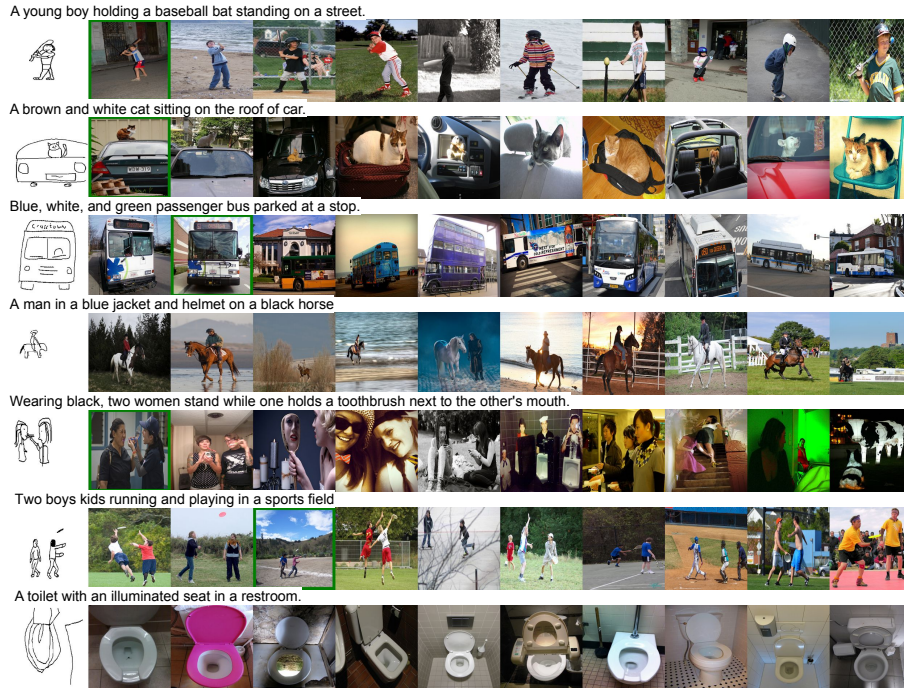 A young boy holding a baseball bat standing on a street.
A brown and white cat sitting on the roof of car.
Blue, white, and green passenger bus parked at a stop.
A man in a blue jacket and helmet on a black horse
Wearing black, two women stand while one holds a toothbrush next to the other's mouth.
Two boys kids running and playing in a sports field
A toilet with an illuminated seat in a restroom.